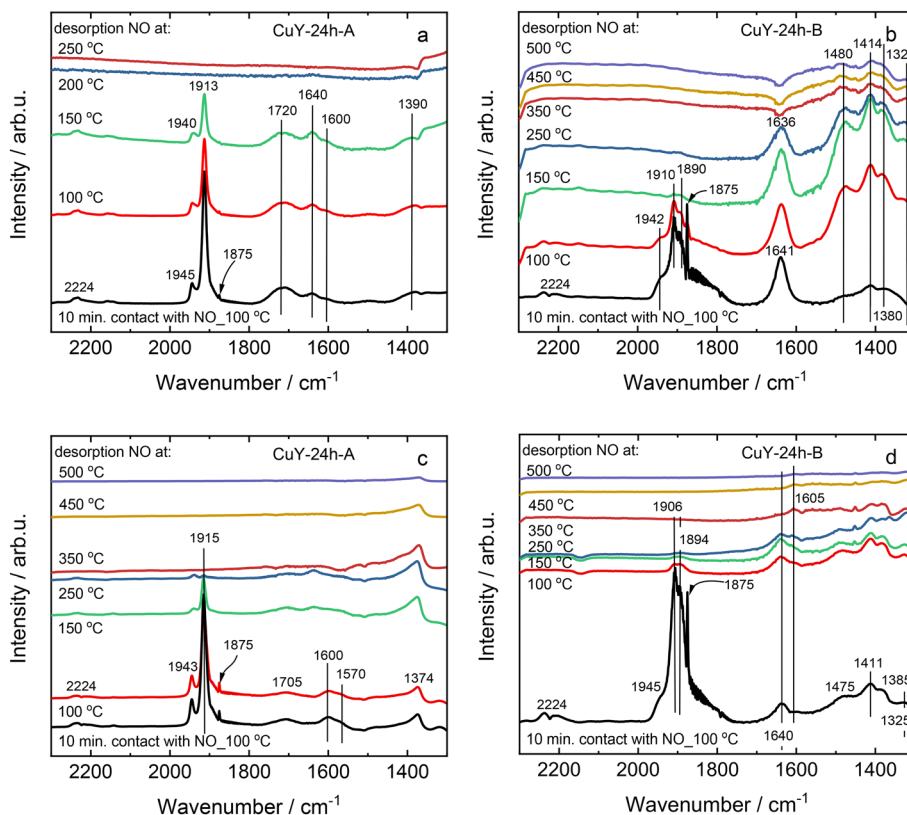 desorption NO at: CuY-24h-A a
250 °C
200 °C
1913
1720 1640 1390
1600
150 °C 1940
100 °C
1945 1875
2224
10 min. contact with NO_100 °C
2200 2000 1800 1600 1400
Wavenumber / cm-1
Intensity / arb.u.
desorption NO at: CuY-24h-B b
1480 1414 132
500 °C
450 °C
350 °C
250 °C 1636
1910 1890
150 °C 1875
1942
100 °C 1641
2224
1380
10 min. contact with NO_100 °C
2200 2000 1800 1600 1400
Wavenumber / cm-1
Intensity / arb.u.
desorption NO at: CuY-24h-A c
500 °C
450 °C
1915
350 °C
250 °C
150 °C
1943 1875 1600
2224 1705 1570 1374
100 °C
10 min. contact with NO_100 °C
2200 2000 1800 1600 1400
Wavenumber / cm-1
Intensity / arb.u.
desorption NO at: CuY-24h-B d
500 °C
1605
450 °C 1906
350 °C
250 °C 1894
150 °C
100 °C 1875
1945 1475 1411 1385
2224
1325
10 min. contact with NO_100 °C 1640
2200 2000 1800 1600 1400
Wavenumber / cm-1
Intensity / arb.u.